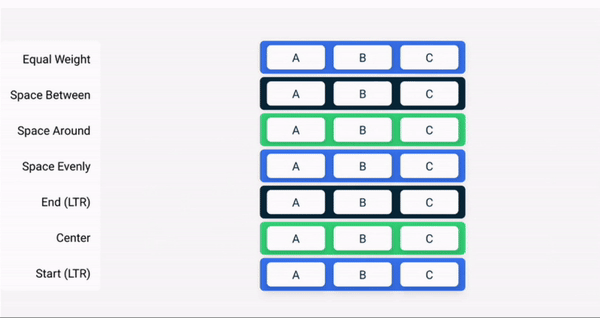 Equal Weight A B C
Space Between A B C
Space Around A B C
Space Evenly A B C
End (LTR) A B C
Center A B C
Start (LTR) A B C